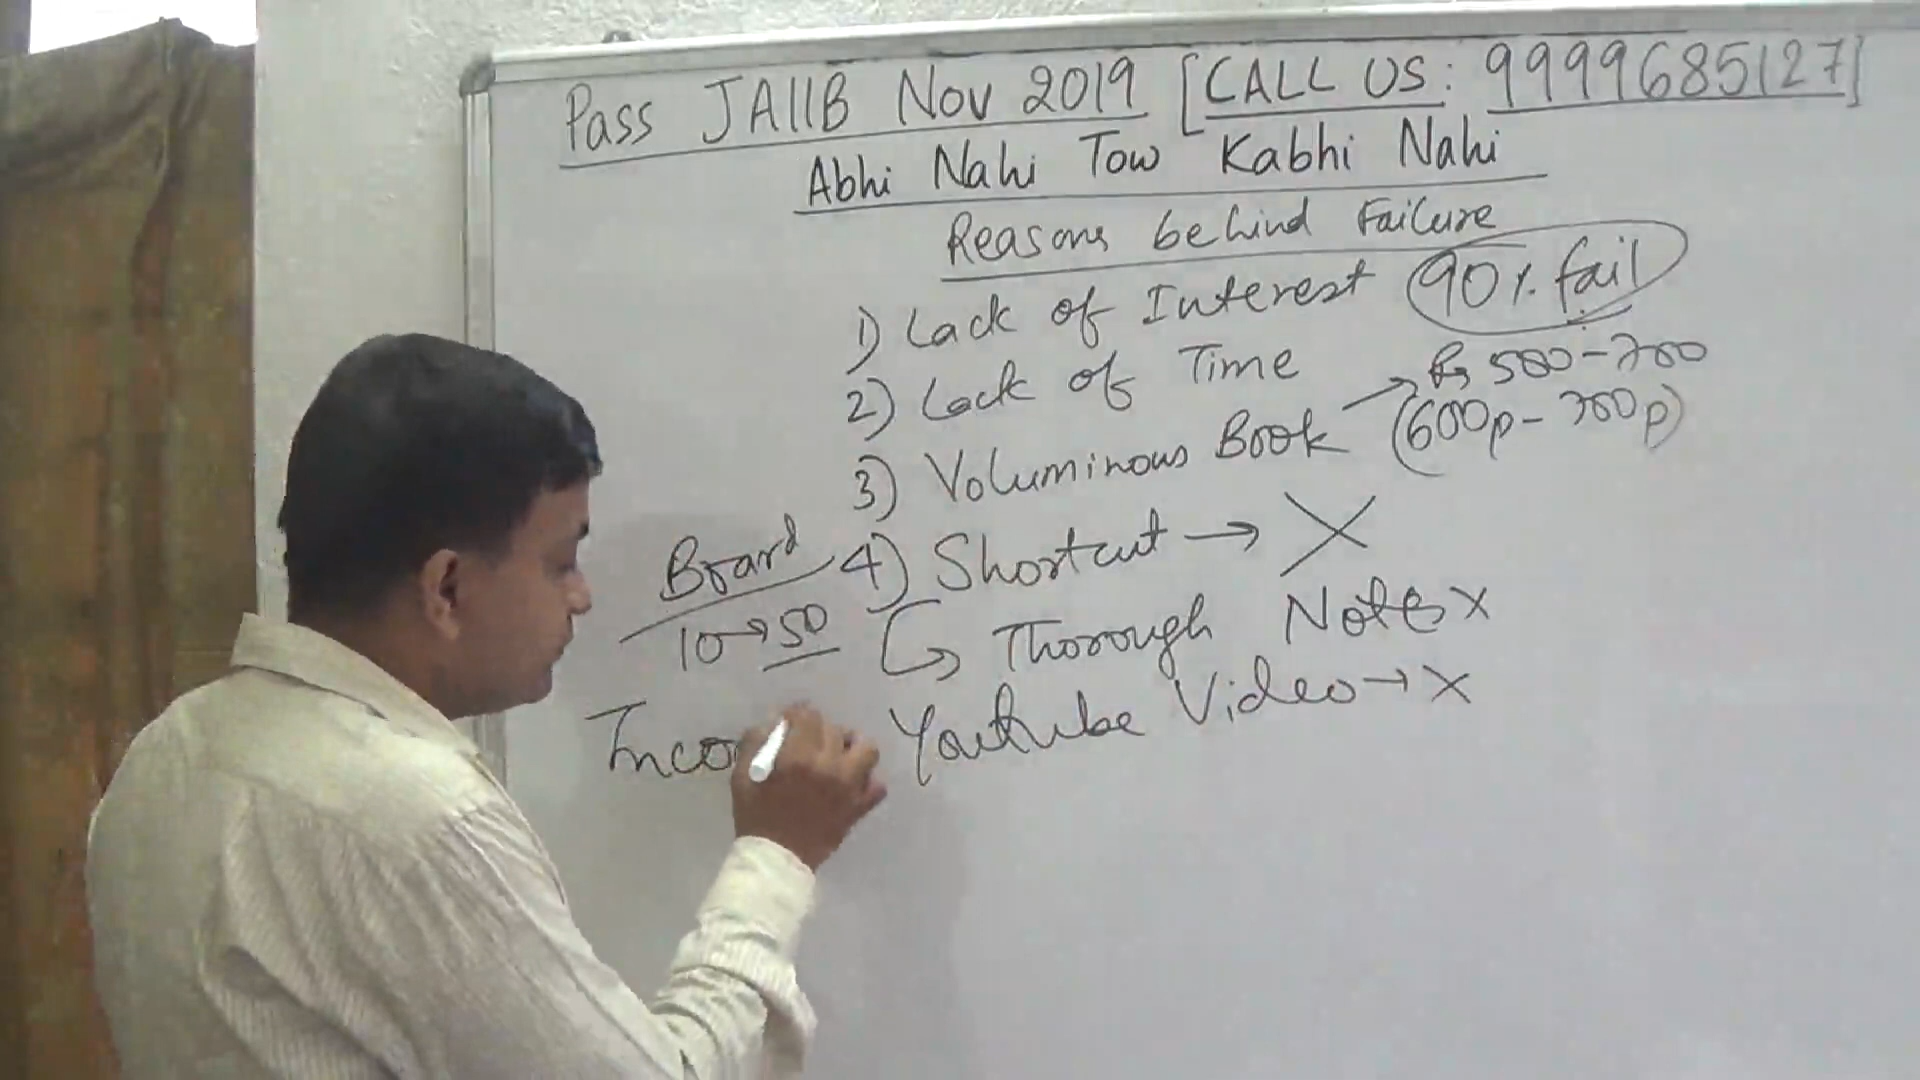 Pass JAIIB Nov 2019 [CALL US: 9999685127]
Abhi Nahi Tow Kabhi Nahi
Reasons behind Failure
1) Lack of Interest 90% fail
2) Lack of Time → Rs 500-700
3) Voluminous Book (600p-700p)
4) Shortcut → X
Board
10→50
↳ Thorough Notes X
Youtube Video → X
Inco